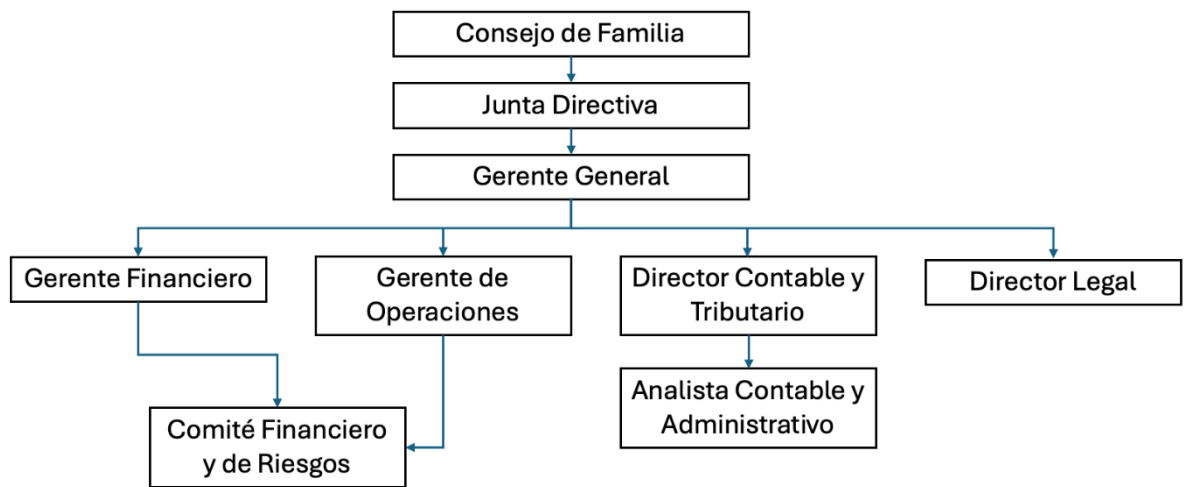 Consejo de Familia
Junta Directiva
Gerente General
Gerente Financiero
Gerente de
Operaciones
Director Contable y
Tributario
Director Legal
Analista Contable y
Administrativo
Comité Financiero
y de Riesgos